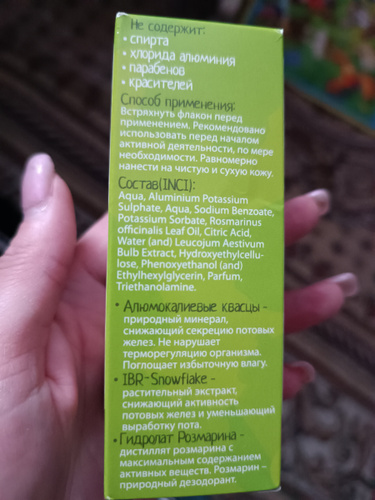 Не содержит:
• спирта
• хлорида алюминия
• парабенов
• красителей
Способ применения:
Встряхнуть флакон перед
применением. Рекомендовано
использовать перед началом
активной деятельности, по мере
необходимости. Равномерно
нанести на чистую и сухую кожу.
Состав(INCI):
Aqua, Aluminium Potassium
Sulphate, Aqua, Sodium Benzoate,
Potassium Sorbate, Rosmarinus
officinalis Leaf Oil, Citric Acid,
Water (and) Leucojum Aestivum
Bulb Extract, Hydroxyethylcellu-
lose, Phenoxyethanol (and)
Ethylhexylglycerin, Parfum,
Triethanolamine.
• Алюмокалиевые квасцы –
природный минерал,
снижающий секрецию потовых
желез. Не нарушает
терморегуляцию организма.
Поглощает избыточную влагу.
• IBR-Snowflake –
растительный экстракт,
снижающий активность
потовых желез и уменьшающий
выработку пота.
• Гидролат Розмарина –
дистиллят розмарина с
максимальным содержанием
активных веществ. Розмарин –
природный дезодорант.